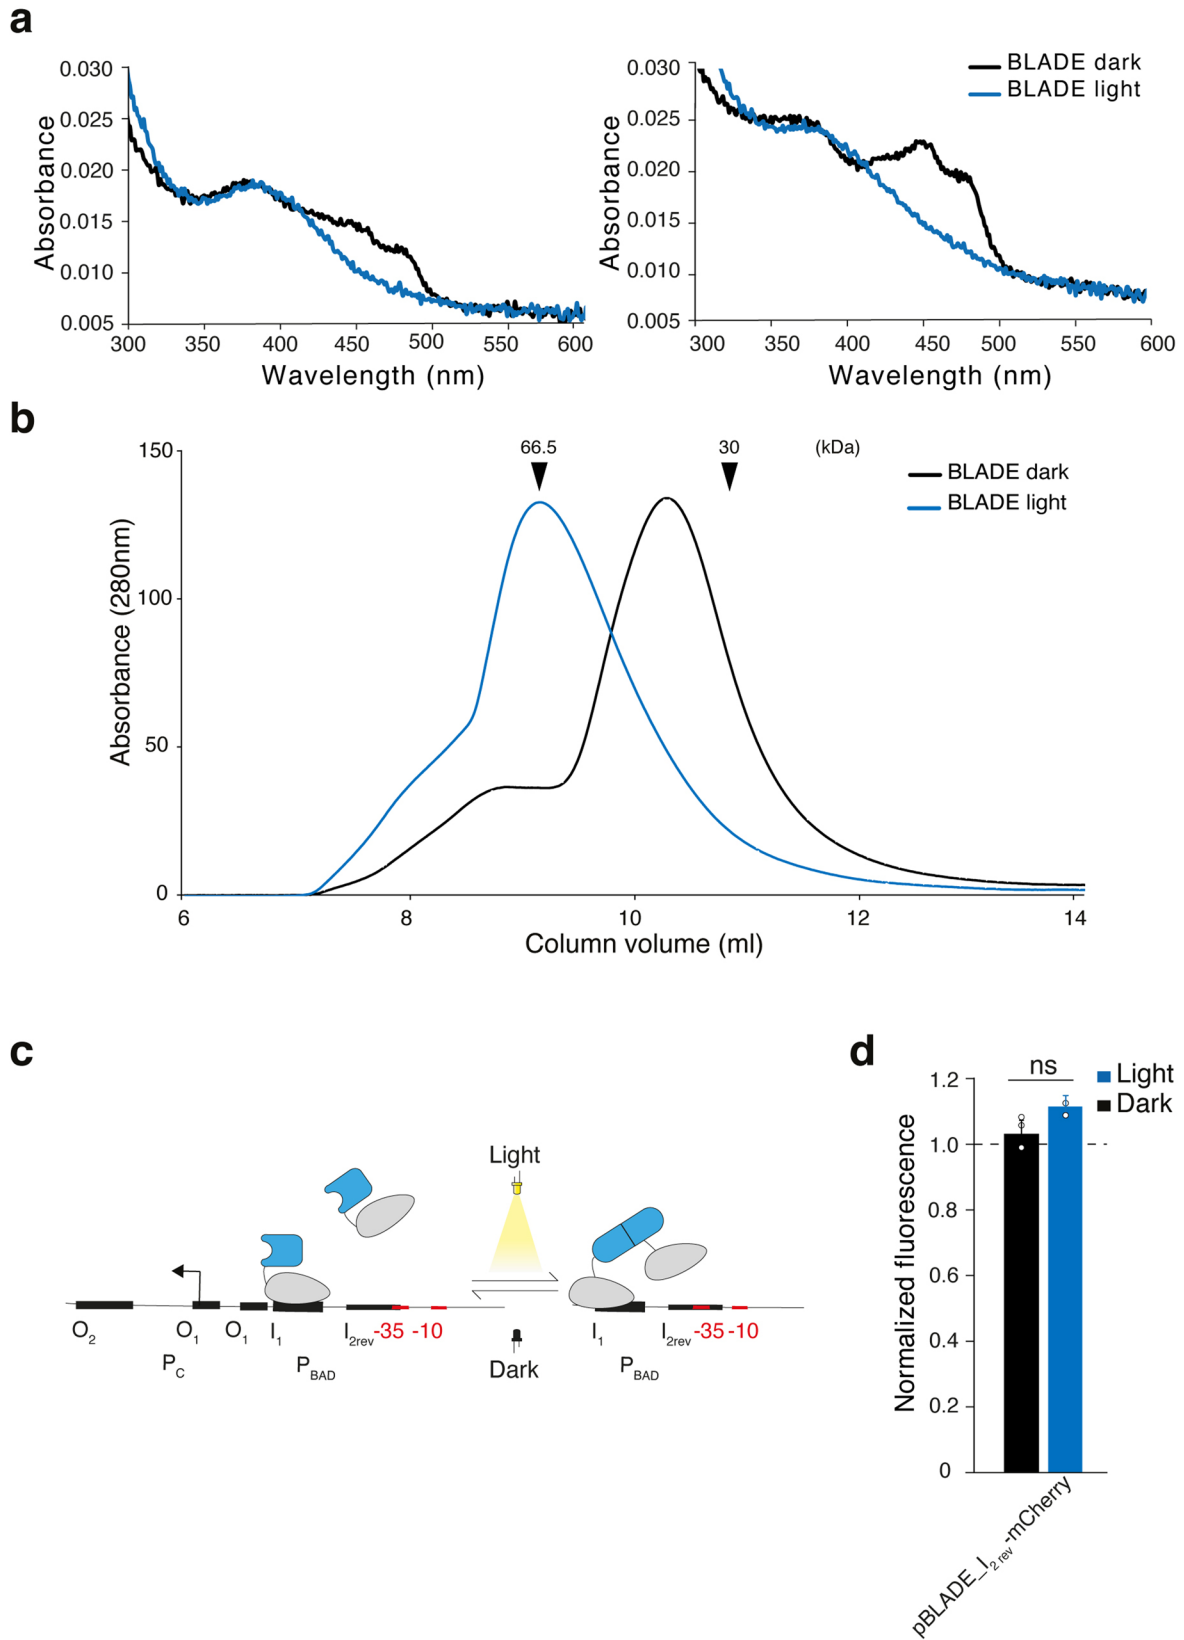 a
0.030
0.025
0.020
0.015
0.010
0.005
Absorbance
300 350 400 450 500 550 600
Wavelength (nm)
0.030
0.025
0.020
0.015
0.010
0.005
Absorbance
300 350 400 450 500 550 600
Wavelength (nm)
BLADE dark
BLADE light
b
150
100
50
0
Absorbance (280nm)
66.5 30 (kDa)
BLADE dark
BLADE light
6 8 10 12 14
Column volume (ml)
c
Light
Dark
O2 O1 O1 I1 I2rev -35 -10
PC PBAD
I1 I2rev -35 -10
PBAD
d
ns
Light
Dark
1.2
1.0
0.8
0.6
0.4
0.2
0
Normalized fluorescence
pBLADE_I2 rev-mCherry